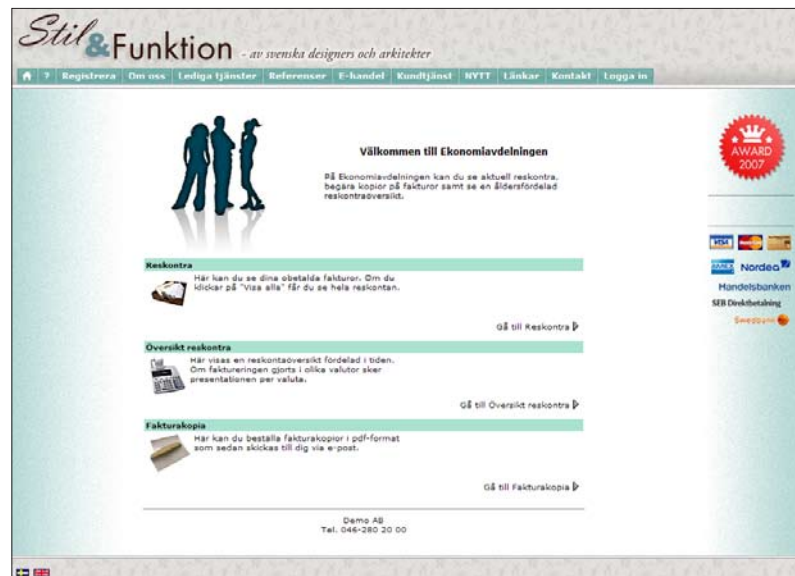 Stil&Funktion - av svenska designers och arkitekter
? Registrera Om oss Lediga tjänster Referenser E-handel Kundtjänst NYTT Länkar Kontakt Logga in
AWARD
2007
Välkommen till Ekonomiavdelningen
På Ekonomiavdelningen kan du se aktuell reskontra,
begära kopior på fakturor samt se en åldersfördelad
reskontraöversikt.
VISA
Nordea
Handelsbanken
SEB Direktbetalning
Swedbank
Reskontra
Här kan du se dina obetalda fakturor. Om du
klickar på "Visa alla" får du se hela reskontan.
Gå till Reskontra
Översikt reskontra
Här visas en reskontaöversikt fördelad i tiden.
Om faktureringen gjorts i olika valutor sker
presentationen per valuta.
Gå till Översikt reskontra
Fakturakopia
Här kan du beställa fakturakopior i pdf-format
som sedan skickas till dig via e-post.
Gå till Fakturakopia
Demo AB
Tel. 046-280 20 00